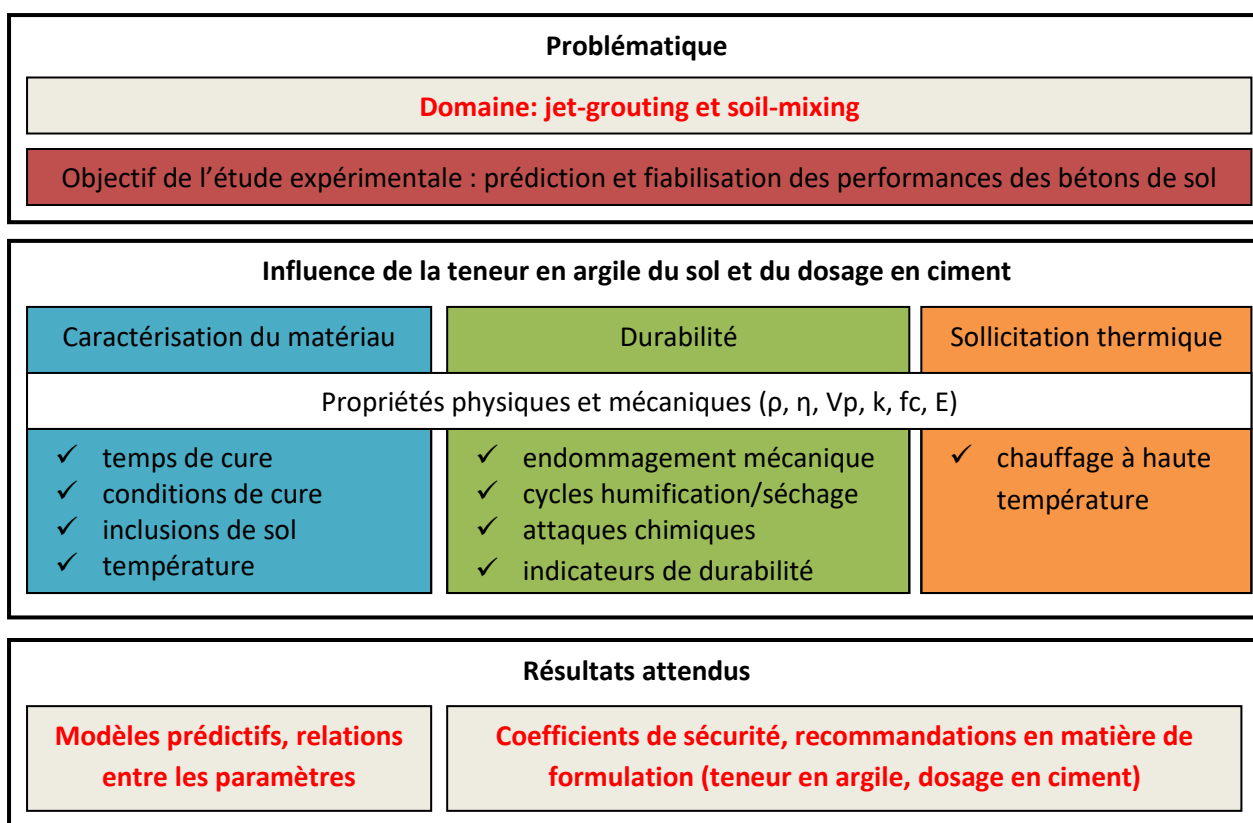 Problématique
Domaine: jet-grouting et soil-mixing
Objectif de l'étude expérimentale : prédiction et fiabilisation des performances des bétons de sol
Influence de la teneur en argile du sol et du dosage en ciment
Caractérisation du matériau
Durabilité
Sollicitation thermique
Propriétés physiques et mécaniques (ρ, η, Vp, k, fc, E)
✓ temps de cure
✓ conditions de cure
✓ inclusions de sol
✓ température
✓ endommagement mécanique
✓ cycles humification/séchage
✓ attaques chimiques
✓ indicateurs de durabilité
✓ chauffage à haute
température
Résultats attendus
Modèles prédictifs, relations
entre les paramètres
Coefficients de sécurité, recommandations en matière de
formulation (teneur en argile, dosage en ciment)